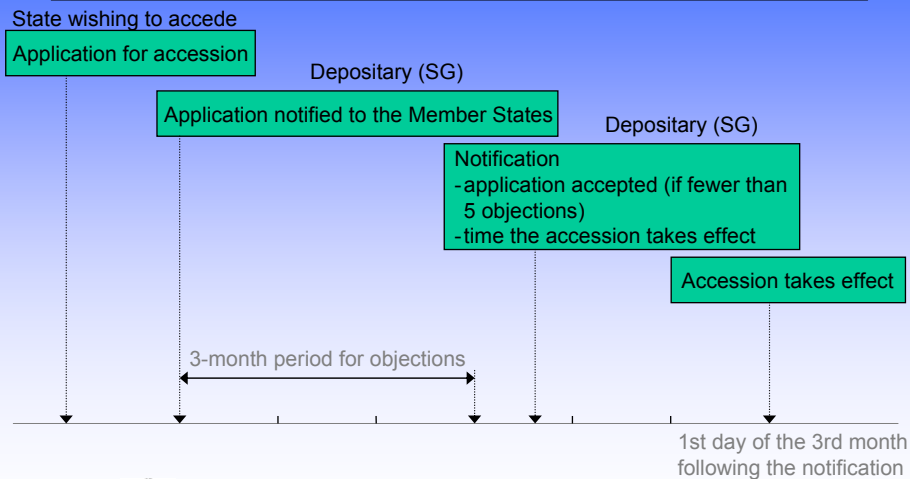 State wishing to accede
Application for accession
Depositary (SG)
Application notified to the Member States
Depositary (SG)
Notification
-application accepted (if fewer than
5 objections)
-time the accession takes effect
Accession takes effect
3-month period for objections
1st day of the 3rd month
following the notification